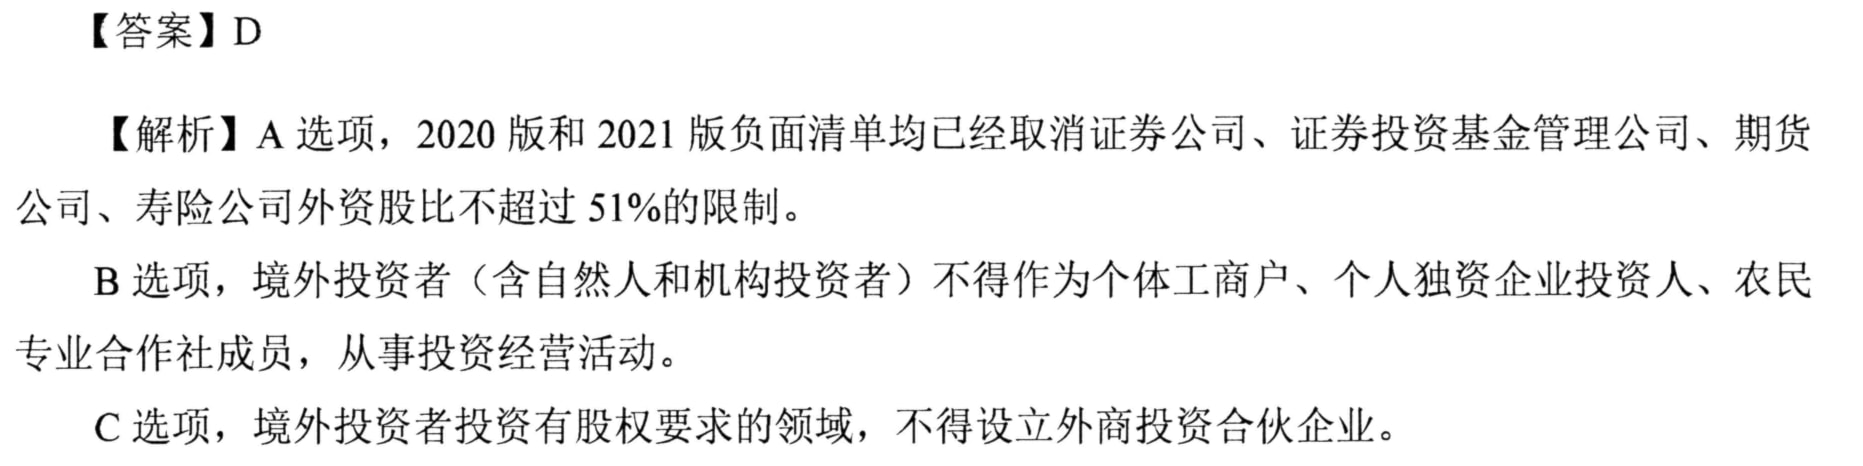 【答案】D
【解析】A 选项，2020 版和 2021 版负面清单均已经取消证券公司、证券投资基金管理公司、期货
公司、寿险公司外资股比不超过 51%的限制。
B 选项，境外投资者（含自然人和机构投资者）不得作为个体工商户、个人独资企业投资人、农民
专业合作社成员，从事投资经营活动。
C 选项，境外投资者投资有股权要求的领域，不得设立外商投资合伙企业。